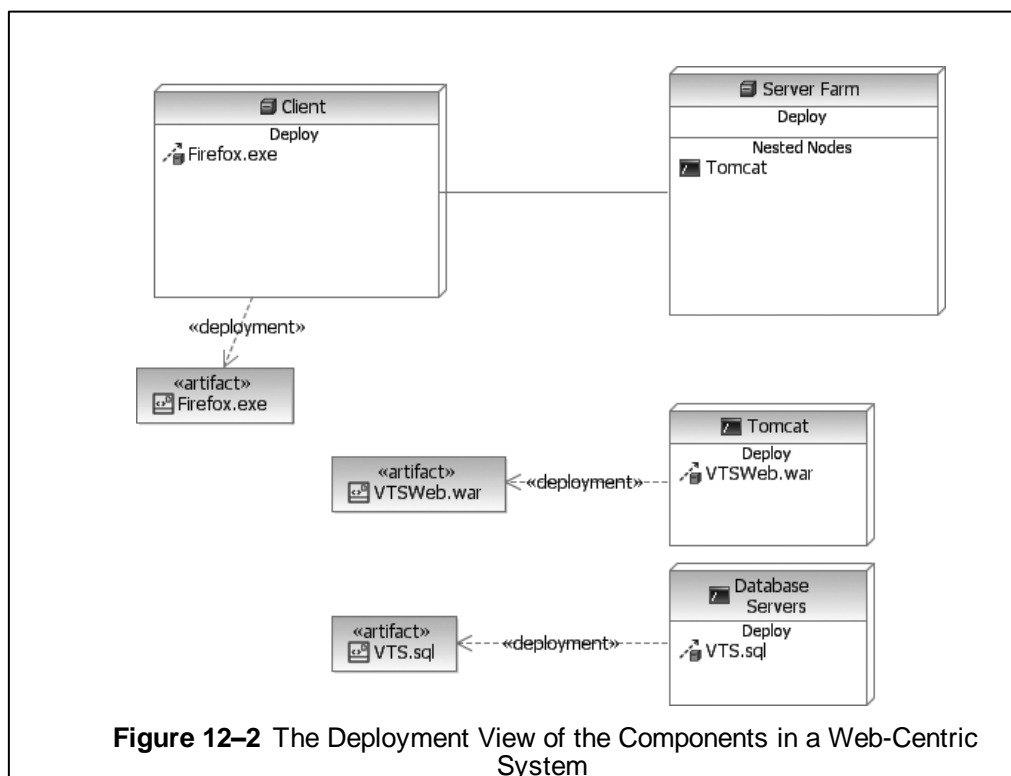 Client
Deploy
Firefox.exe
Server Farm
Deploy
Nested Nodes
Tomcat
«deployment»
«artifact»
Firefox.exe
«artifact»
VTSWeb.war
«deployment»
Tomcat
Deploy
VTSWeb.war
«artifact»
VTS.sql
«deployment»
Database
Servers
Deploy
VTS.sql
Figure 12–2 The Deployment View of the Components in a Web-Centric
System